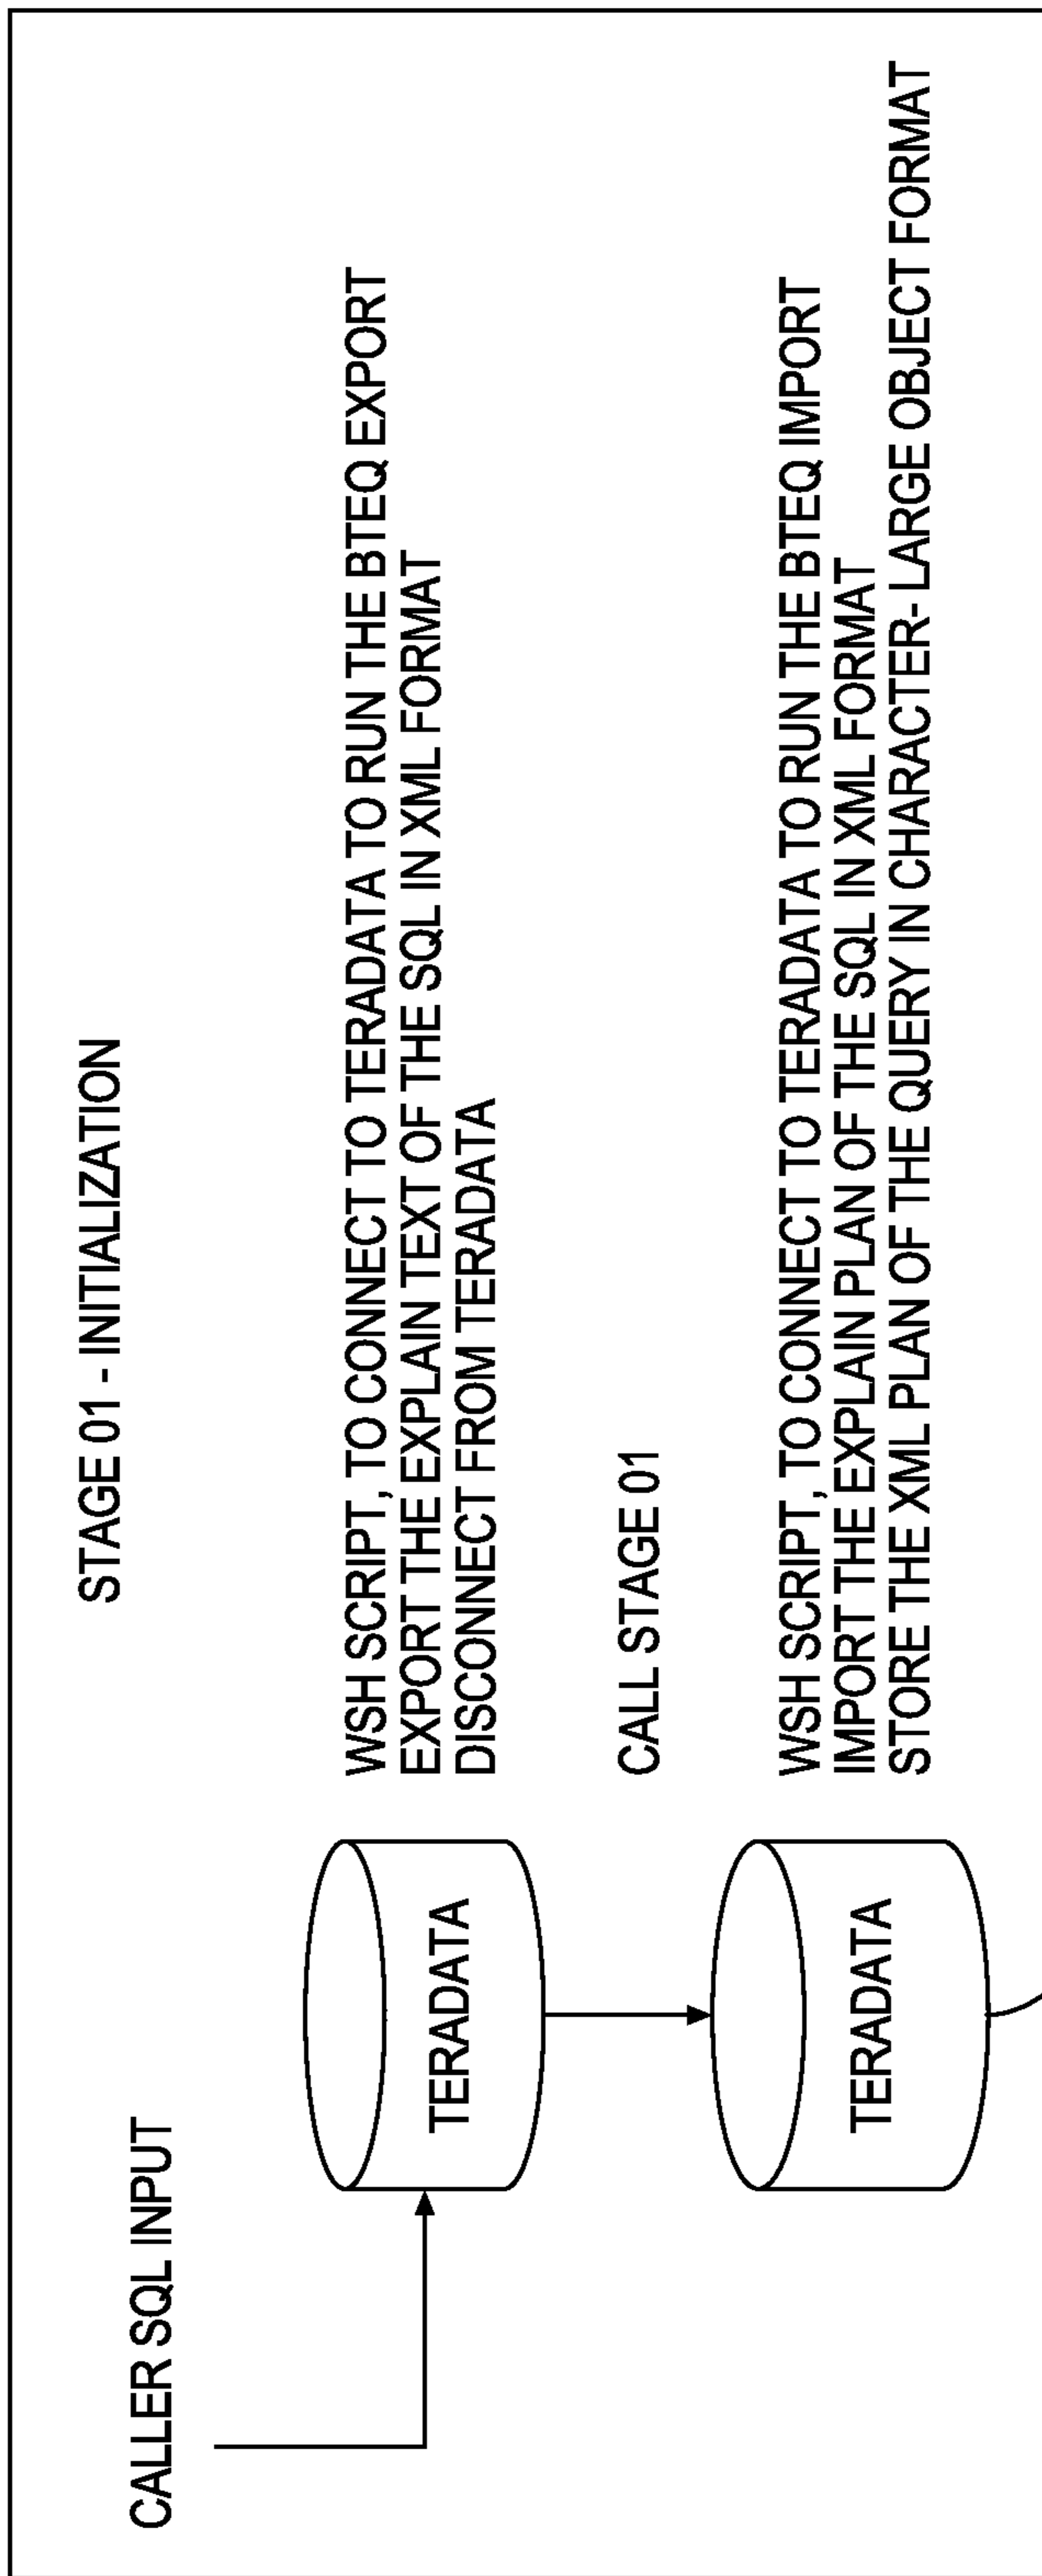 STAGE 01 - INITIALIZATION
CALLER SQL INPUT
TERADATA
WSH SCRIPT, TO CONNECT TO TERADATA TO RUN THE BTEQ EXPORT
EXPORT THE EXPLAIN TEXT OF THE SQL IN XML FORMAT
DISCONNECT FROM TERADATA
CALL STAGE 01
TERADATA
WSH SCRIPT, TO CONNECT TO TERADATA TO RUN THE BTEQ IMPORT
IMPORT THE EXPLAIN PLAN OF THE SQL IN XML FORMAT
STORE THE XML PLAN OF THE QUERY IN CHARACTER- LARGE OBJECT FORMAT